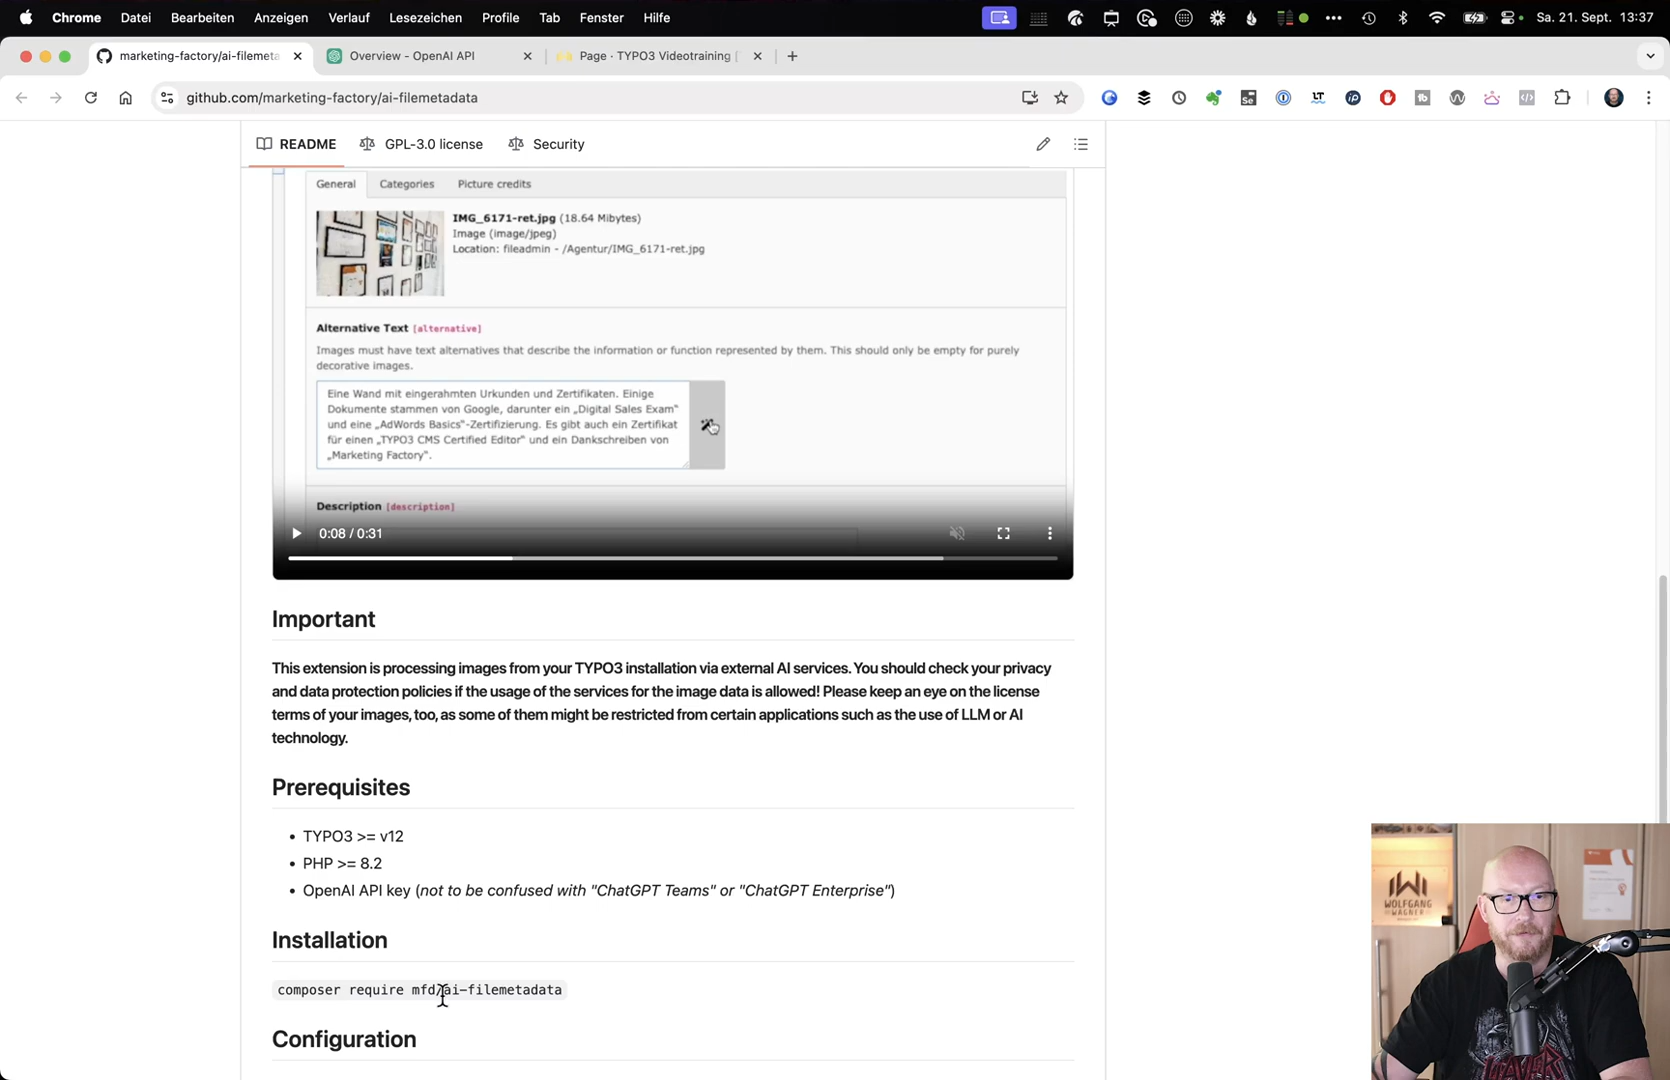 Chrome Datei Bearbeiten Anzeigen Verlauf Lesezeichen Profile Tab Fenster Hilfe Sa. 21. Sept. 13:37
marketing-factory/ai-filemeta Overview - OpenAI API Page · TYPO3 Videotraining [
github.com/marketing-factory/ai-filemetadata
README GPL-3.0 license Security
General Categories Picture credits
IMG_6171-ret.jpg (18.64 Mibytes)
Image (image/jpeg)
Location: fileadmin - /Agentur/IMG_6171-ret.jpg
Alternative Text [alternative]
Images must have text alternatives that describe the information or function represented by them. This should only be empty for purely
decorative images.
Eine Wand mit eingerahmten Urkunden und Zertifikaten. Einige
Dokumente stammen von Google, darunter ein „Digital Sales Exam“
und eine „AdWords Basics“-Zertifizierung. Es gibt auch ein Zertifikat
für einen „TYPO3 CMS Certified Editor“ und ein Dankschreiben von
„Marketing Factory“.
Description [description]
0:08 / 0:31
Important
This extension is processing images from your TYPO3 installation via external AI services. You should check your privacy
and data protection policies if the usage of the services for the image data is allowed! Please keep an eye on the license
terms of your images, too, as some of them might be restricted from certain applications such as the use of LLM or AI
technology.
Prerequisites
• TYPO3 >= v12
• PHP >= 8.2
• OpenAI API key (not to be confused with "ChatGPT Teams" or "ChatGPT Enterprise")
Installation
composer require mfd/ai-filemetadata
Configuration
WOLFGANG
WAGNER
SLAYER